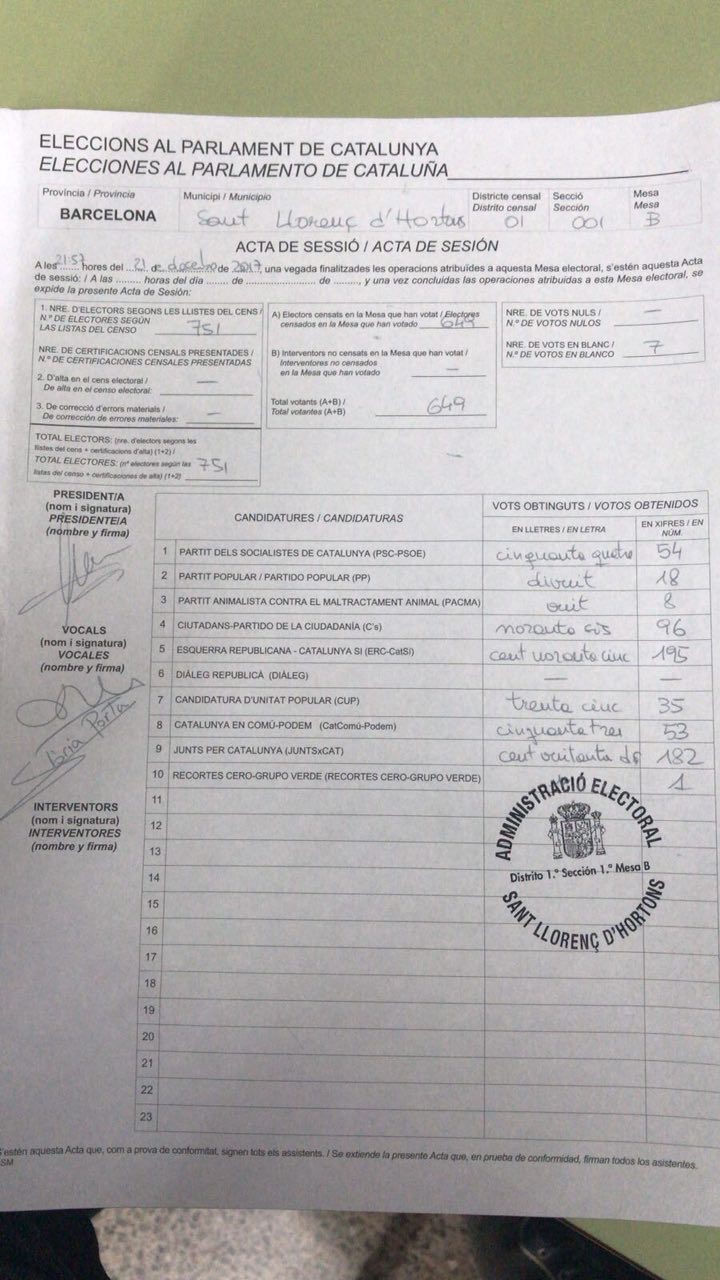 ELECCIONS AL PARLAMENT DE CATALUNYA
ELECCIONES AL PARLAMENTO DE CATALUÑA
Província / Provincia
BARCELONA
Municipi / Municipio
Sant Llorenç d'Hortons
Districte censal
Distrito censal
01
Secció
Sección
001
Mesa
Mesa
B
ACTA DE SESSIÓ / ACTA DE SESIÓN
A les 21:57 hores del 21 de desembre de 2017, una vegada finalitzades les operacions atribuïdes a aquesta Mesa electoral, s'estén aquesta Acta
de sessió: / A las ......... horas del día ....... de ........................ de ........, y una vez concluidas las operaciones atribuidas a esta Mesa electoral, se
expide la presente Acta de Sesión:
1. NRE. D'ELECTORS SEGONS LES LLISTES DEL CENS /
N.º DE ELECTORES SEGÚN
LAS LISTAS DEL CENSO 751
NRE. DE CERTIFICACIONS CENSALS PRESENTADES /
N.º DE CERTIFICACIONES CENSALES PRESENTADAS
2. D'alta en el cens electoral / —
De alta en el censo electoral:
3. De correcció d'errors materials / —
De corrección de errores materiales:
TOTAL ELECTORS: (nre. d'electors segons les
llistes del cens + certificacions d'alta) (1+2) /
TOTAL ELECTORES: (nº electores según las 751
listas del censo + certificaciones de alta) (1+2)
A) Electors censats en la Mesa que han votat / Electores
censados en la Mesa que han votado 649
B) Interventors no censats en la Mesa que han votat /
Interventores no censados
en la Mesa que han votado —
Total votants (A+B) /
Total votantes (A+B) 649
NRE. DE VOTS NULS / —
N.º DE VOTOS NULOS
NRE. DE VOTS EN BLANC / 7
N.º DE VOTOS EN BLANCO
PRESIDENT/A
(nom i signatura)
PRESIDENTE/A
(nombre y firma)
VOCALS
(nom i signatura)
VOCALES
(nombre y firma)
Porta
INTERVENTORS
(nom i signatura)
INTERVENTORES
(nombre y firma)
CANDIDATURES / CANDIDATURAS
VOTS OBTINGUTS / VOTOS OBTENIDOS
EN LLETRES / EN LETRA
EN XIFRES / EN
NÚM.
1 PARTIT DELS SOCIALISTES DE CATALUNYA (PSC-PSOE) cinquanta quatre 54
2 PARTIT POPULAR / PARTIDO POPULAR (PP) divuit 18
3 PARTIT ANIMALISTA CONTRA EL MALTRACTAMENT ANIMAL (PACMA) vuit 8
4 CIUTADANS-PARTIDO DE LA CIUDADANÍA (C's) noranta sis 96
5 ESQUERRA REPUBLICANA - CATALUNYA SI (ERC-CatSí) cent noranta cinc 195
6 DIÀLEG REPUBLICÀ (DIÀLEG) — —
7 CANDIDATURA D'UNITAT POPULAR (CUP) trenta cinc 35
8 CATALUNYA EN COMÚ-PODEM (CatComú-Podem) cinquanta tres 53
9 JUNTS PER CATALUNYA (JUNTSxCAT) cent vuitanta ds 182
10 RECORTES CERO-GRUPO VERDE (RECORTES CERO-GRUPO VERDE) 1
11
12
13
14
15
16
17
18
19
20
21
22
23
ADMINISTRACIÓ ELECTORAL
Distrito 1.º Sección 1.ª Mesa B
SANT LLORENÇ D'HORTONS
S'estén aquesta Acta que, com a prova de conformitat, signen tots els assistents. / Se extiende la presente Acta que, en prueba de conformidad, firman todos los asistentes.
SM